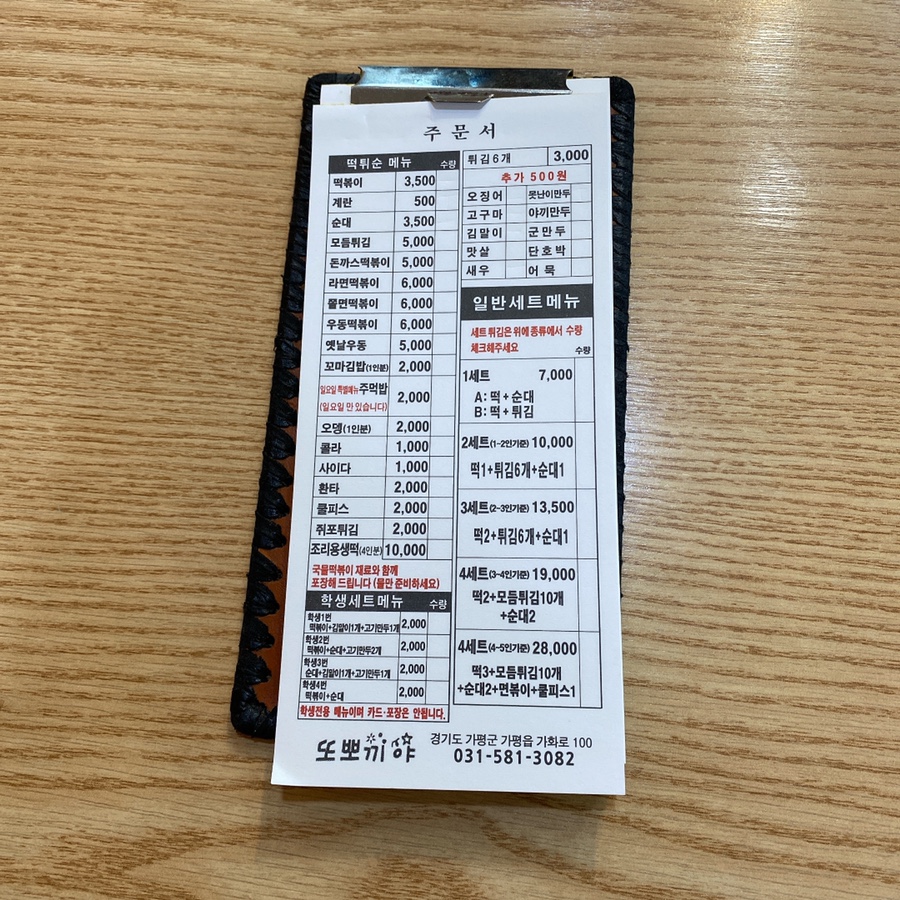 주문서
떡튀순 메뉴 수량
떡볶이 3,500
계란 500
순대 3,500
모듬튀김 5,000
돈까스떡볶이 5,000
라면떡볶이 6,000
쫄면떡볶이 6,000
우동떡볶이 6,000
옛날우동 5,000
꼬마김밥(1인분) 2,000
일요일 특별메뉴 주먹밥 2,000
(일요일 만 있습니다)
오뎅(1인분) 2,000
콜라 1,000
사이다 1,000
환타 2,000
쿨피스 2,000
쥐포튀김 2,000
조리용생떡(4인분) 10,000
국물떡볶이 재료와 함께
포장해 드립니다 (물만 준비하세요)
학생세트메뉴 수량
학생1번
떡볶이+김말이1개+고기만두1개 2,000
학생2번
떡볶이+순대+고기만두2개 2,000
학생3번
순대+김말이1개+고기만두1개 2,000
학생4번
떡볶이+순대 2,000
학생전용 메뉴이며 카드·포장은 안됩니다.
튀김6개 3,000
추가 500원
오징어 못난이만두
고구마 야끼만두
김말이 군만두
맛살 단호박
새우 어묵
일반세트메뉴
세트 튀김은 위에 종류에서 수량
체크해주세요 수량
1세트 7,000
A: 떡+순대
B: 떡+튀김
2세트(1-2인기준) 10,000
떡1+튀김6개+순대1
3세트(2-3인기준) 13,500
떡2+튀김6개+순대1
4세트(3-4인기준) 19,000
떡2+모듬튀김10개
+순대2
4세트(4-5인기준) 28,000
떡3+모듬튀김10개
+순대2+면볶이+쿨피스1
경기도 가평군 가평읍 가화로 100
031-581-3082